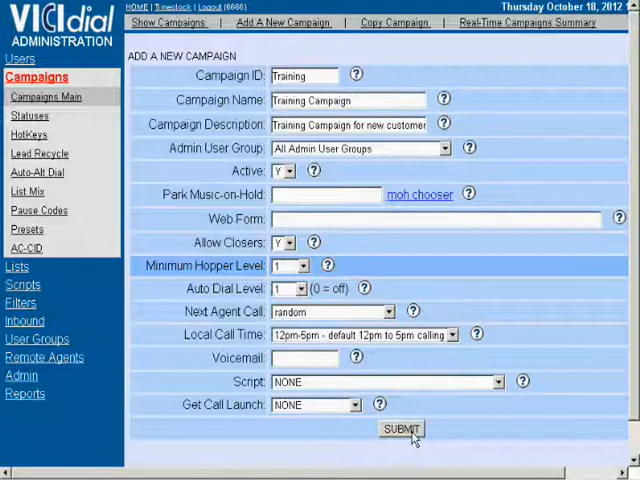 VICIdial
ADMINISTRATION
HOME | Timeclock | Logout (6666)
Thursday October 18, 2012 1
Show Campaigns | Add A New Campaign | Copy Campaign | Real-Time Campaigns Summary
Users
Campaigns
Campaigns Main
Statuses
HotKeys
Lead Recycle
Auto-Alt Dial
List Mix
Pause Codes
Presets
AC-CID
Lists
Scripts
Filters
Inbound
User Groups
Remote Agents
Admin
Reports
ADD A NEW CAMPAIGN
Campaign ID: Training ?
Campaign Name: Training Campaign ?
Campaign Description: Training Campaign for new customer ?
Admin User Group: All Admin User Groups ?
Active: Y ?
Park Music-on-Hold: moh chooser ?
Web Form: ?
Allow Closers: Y ?
Minimum Hopper Level: 1 ?
Auto Dial Level: 1 (0 = off) ?
Next Agent Call: random ?
Local Call Time: 12pm-5pm - default 12pm to 5pm calling ?
Voicemail: ?
Script: NONE ?
Get Call Launch: NONE ?
SUBMIT